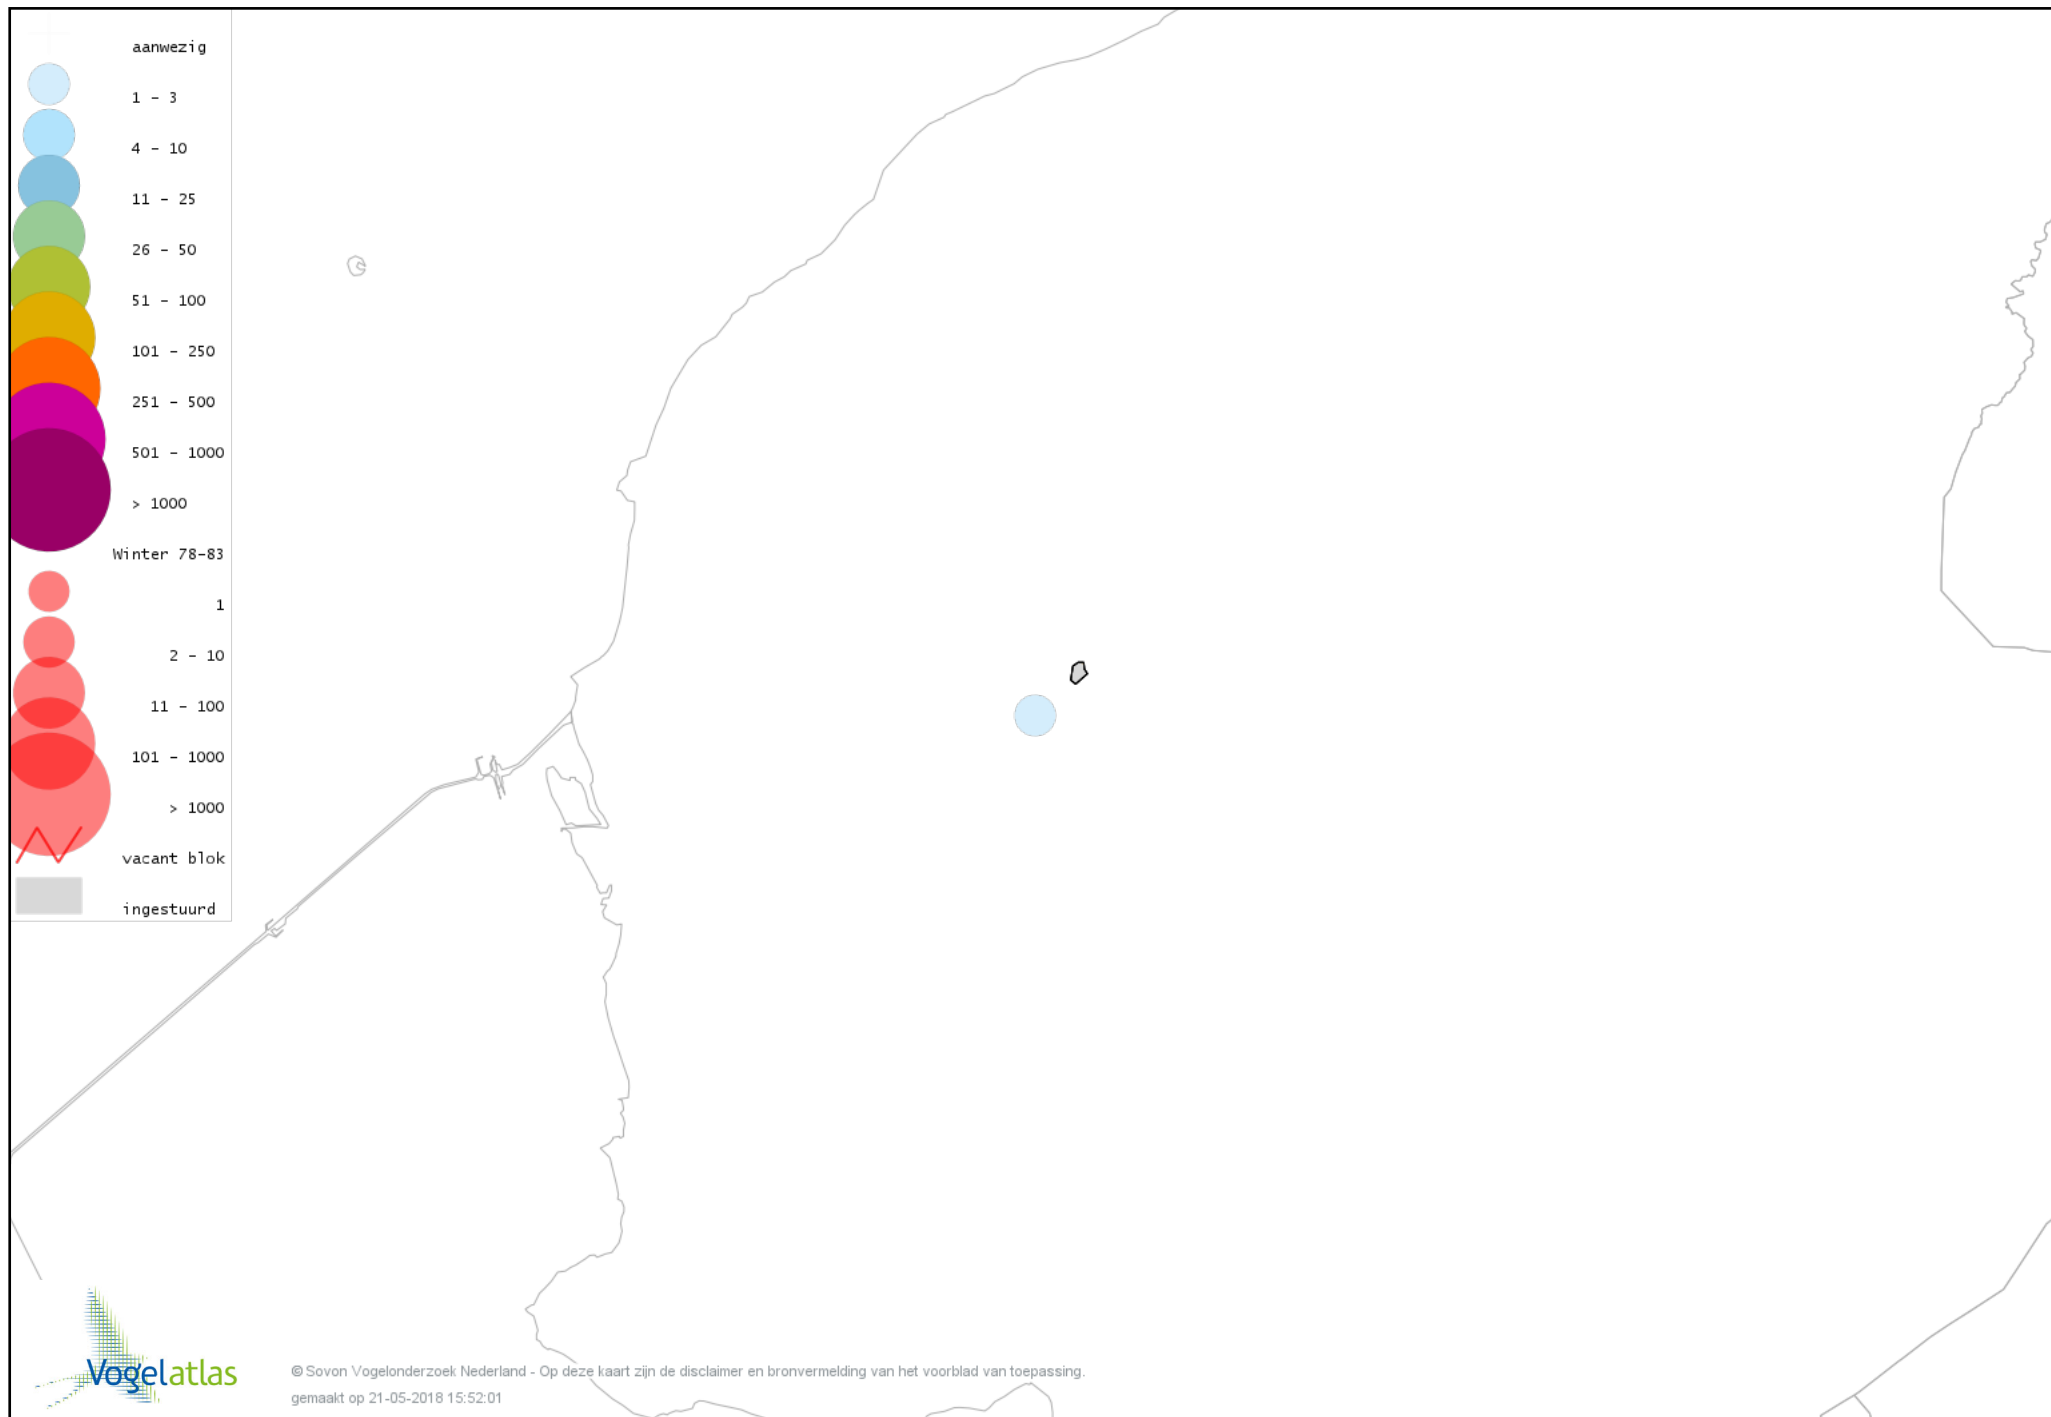 aanwezig
1 - 3
4 - 10
11 - 25
26 - 50
51 - 100
101 - 250
251 - 500
501 - 1000
> 1000
Winter 78-83
1
2 - 10
11 - 100
101 - 1000
> 1000
vacant blok
ingestuurd
Vogelatlas
© Sovon Vogelonderzoek Nederland - Op deze kaart zijn de disclaimer en bronvermelding van het voorblad van toepassing.
gemaakt op 21-05-2018 15:52:01